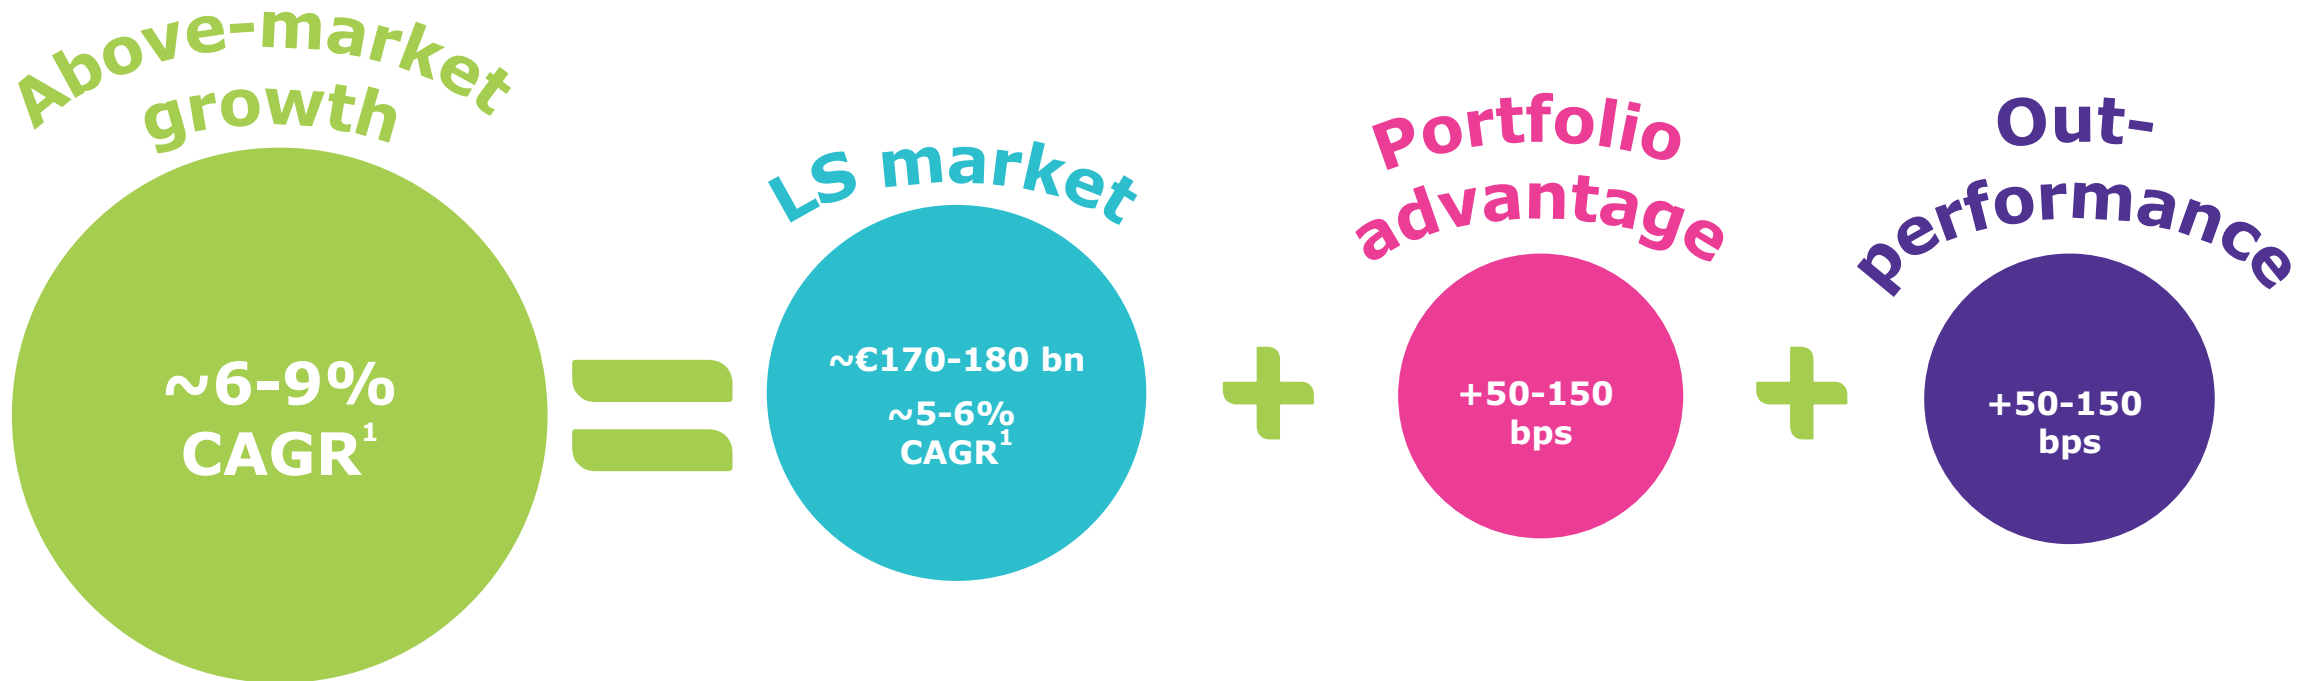 Above-market
growth
~6-9%
CAGR¹
LS market
~€170-180 bn
~5-6%
CAGR¹
Portfolio
advantage
+50-150
bps
Out-
performance
+50-150
bps